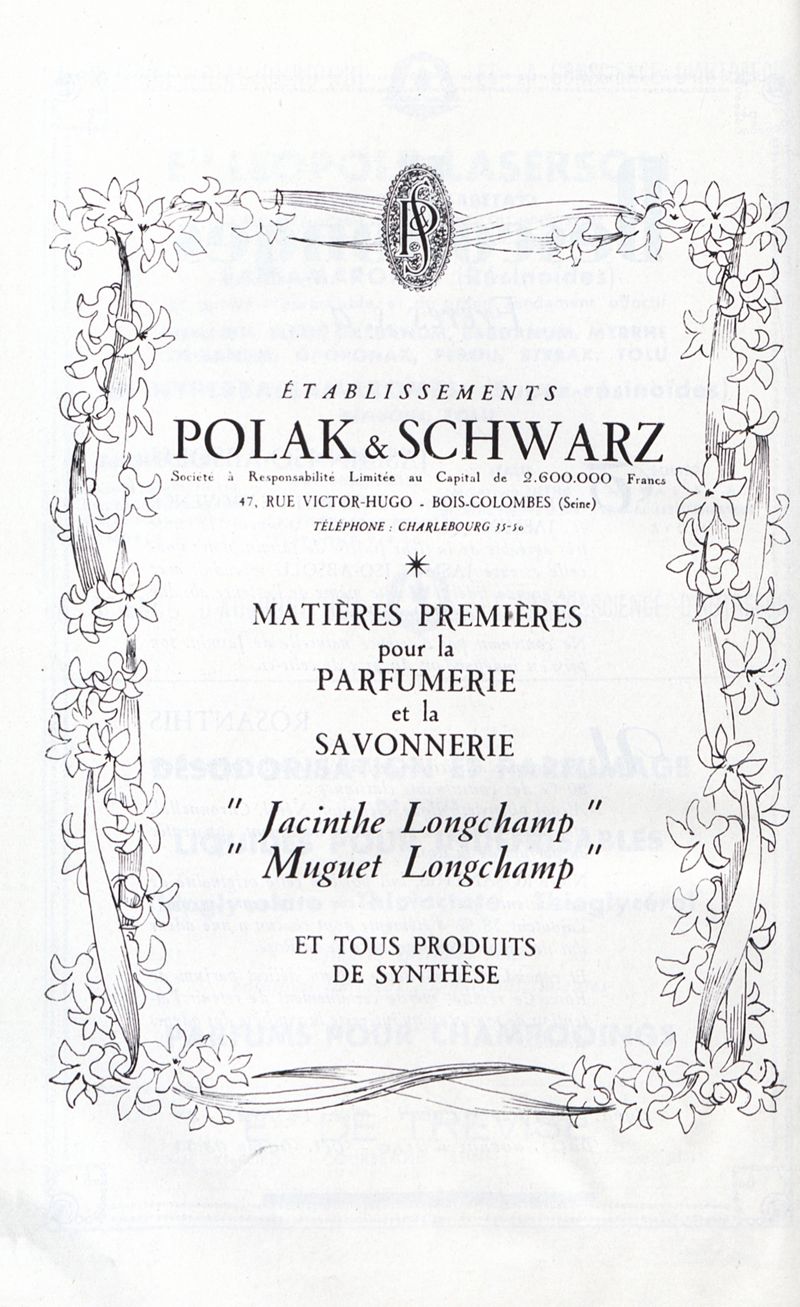 P&S
ÉTABLISSEMENTS
POLAK & SCHWARZ
Société à Responsabilité Limitée au Capital de 2.600.000 Francs
47, RUE VICTOR-HUGO - BOIS-COLOMBES (Seine)
TÉLÉPHONE : CHARLEBOURG 35-50
MATIÈRES PREMIÈRES
pour la
PARFUMERIE
et la
SAVONNERIE
" Jacinthe Longchamp "
" Muguet Longchamp "
ET TOUS PRODUITS
DE SYNTHÈSE